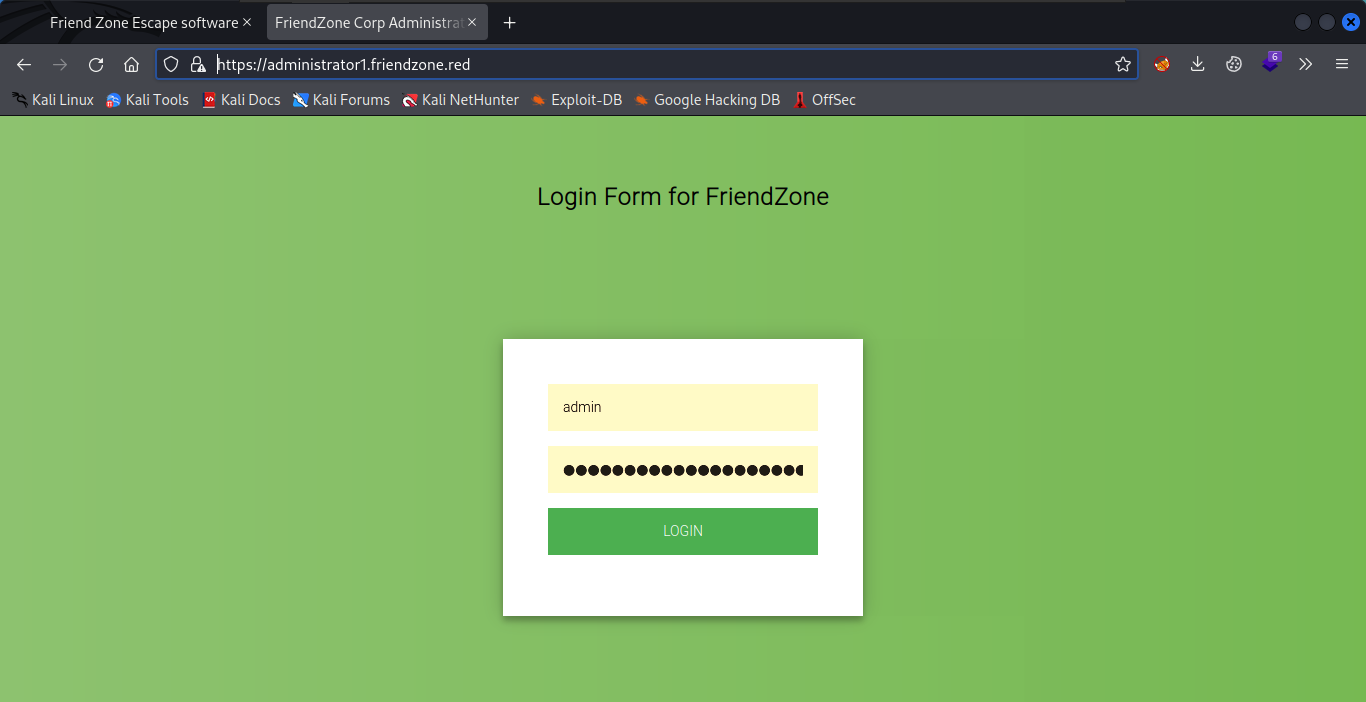 Friend Zone Escape software
FriendZone Corp Administrat
https://administrator1.friendzone.red
6
Kali Linux Kali Tools Kali Docs Kali Forums Kali NetHunter Exploit-DB Google Hacking DB OffSec
Login Form for FriendZone
admin
LOGIN